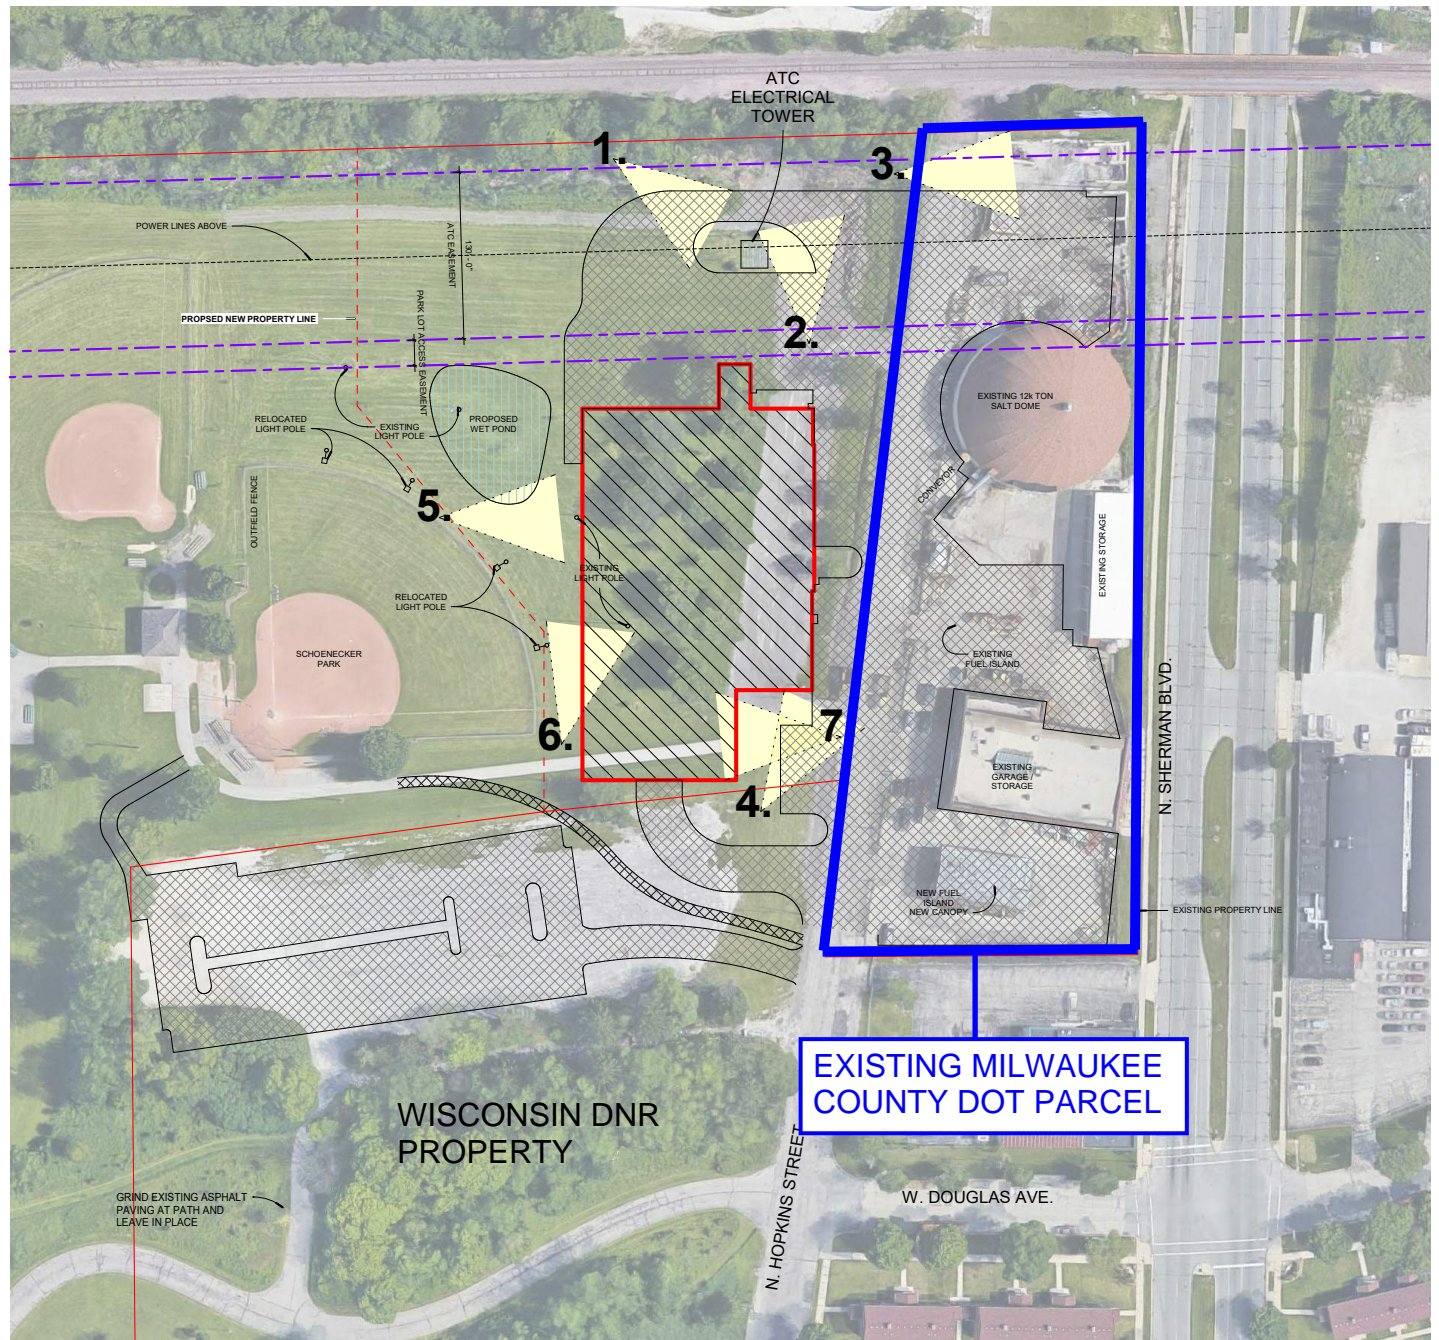 ATC
ELECTRICAL
TOWER
1.
3.
POWER LINES ABOVE
ATC EASEMENT
130' - 0"
PROPSED NEW PROPERTY LINE
PARK LOT ACCESS EASEMENT
2.
RELOCATED
LIGHT POLE
EXISTING
LIGHT POLE
PROPOSED
WET POND
EXISTING 12k TON
SALT DOME
CONVEYOR
OUTFIELD FENCE
5.
EXISTING STORAGE
EXISTING
LIGHT POLE
RELOCATED
LIGHT POLE
SCHOENECKER
PARK
EXISTING
FUEL ISLAND
6.
7
4.
EXISTING
GARAGE /
STORAGE
N. SHERMAN BLVD.
NEW FUEL
ISLAND
NEW CANOPY
EXISTING PROPERTY LINE
EXISTING MILWAUKEE
COUNTY DOT PARCEL
WISCONSIN DNR
PROPERTY
GRIND EXISTING ASPHALT
PAVING AT PATH AND
LEAVE IN PLACE
N. HOPKINS STREET
W. DOUGLAS AVE.